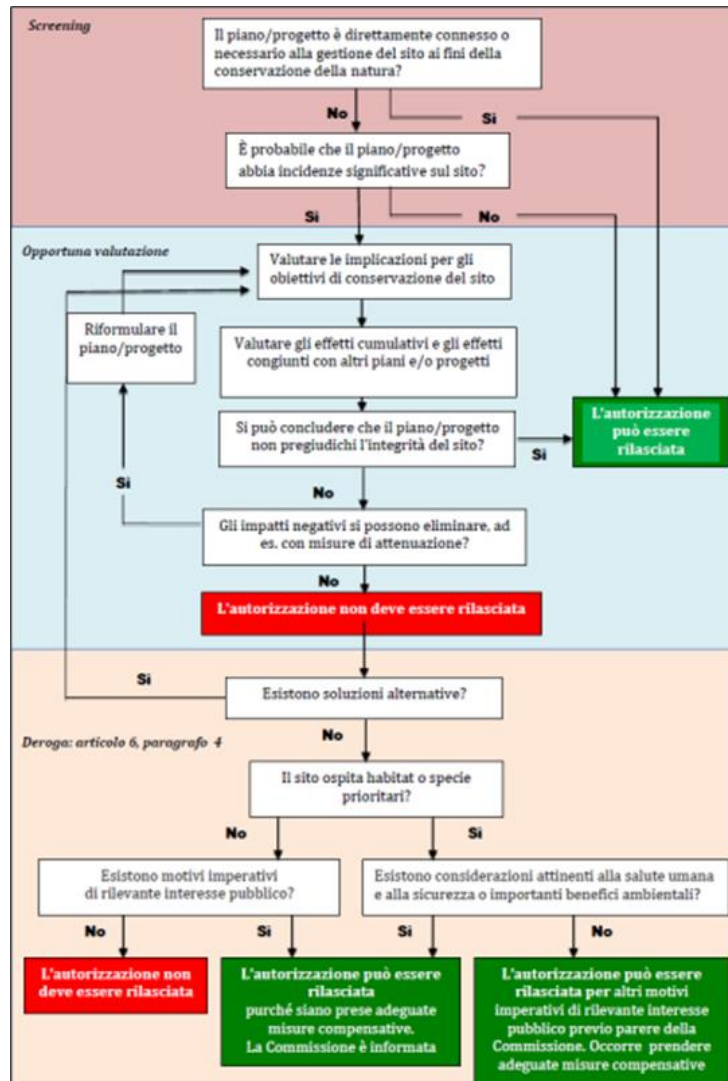 Screening
Il piano/progetto è direttamente connesso o
necessario alla gestione del sito ai fini della
conservazione della natura?
No
Si
È probabile che il piano/progetto
abbia incidenze significative sul sito?
Si
No
Opportuna valutazione
Valutare le implicazioni per gli
obiettivi di conservazione del sito
Riformulare il
piano/progetto
Valutare gli effetti cumulativi e gli effetti
congiunti con altri piani e/o progetti
Si può concludere che il piano/progetto
non pregiudichi l'integrità del sito?
Si
L'autorizzazione
può essere
rilasciata
Si
No
Gli impatti negativi si possono eliminare, ad
es. con misure di attenuazione?
No
L'autorizzazione non deve essere rilasciata
Si
Esistono soluzioni alternative?
No
Deroga: articolo 6, paragrafo 4
Il sito ospita habitat o specie
prioritari?
No
Si
Esistono motivi imperativi
di rilevante interesse pubblico?
Esistono considerazioni attinenti alla salute umana
e alla sicurezza o importanti benefici ambientali?
No
Si
Si
No
L'autorizzazione non
deve essere rilasciata
L'autorizzazione può essere
rilasciata
purché siano prese adeguate
misure compensative.
La Commissione è informata
L'autorizzazione può essere
rilasciata per altri motivi
imperativi di rilevante interesse
pubblico previo parere della
Commissione. Occorre prendere
adeguate misure compensative